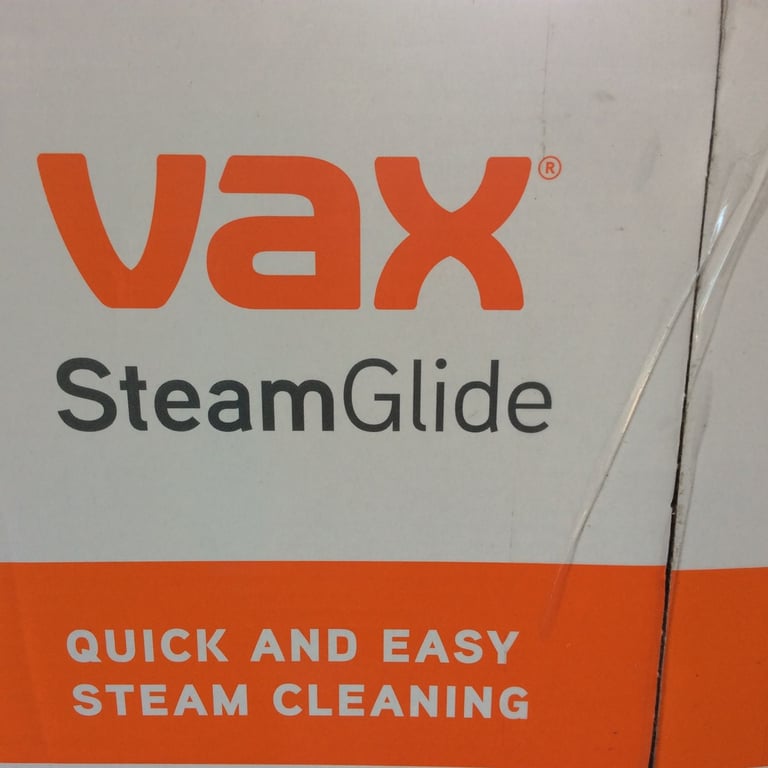 vax®
SteamGlide
QUICK AND EASY
STEAM CLEANING